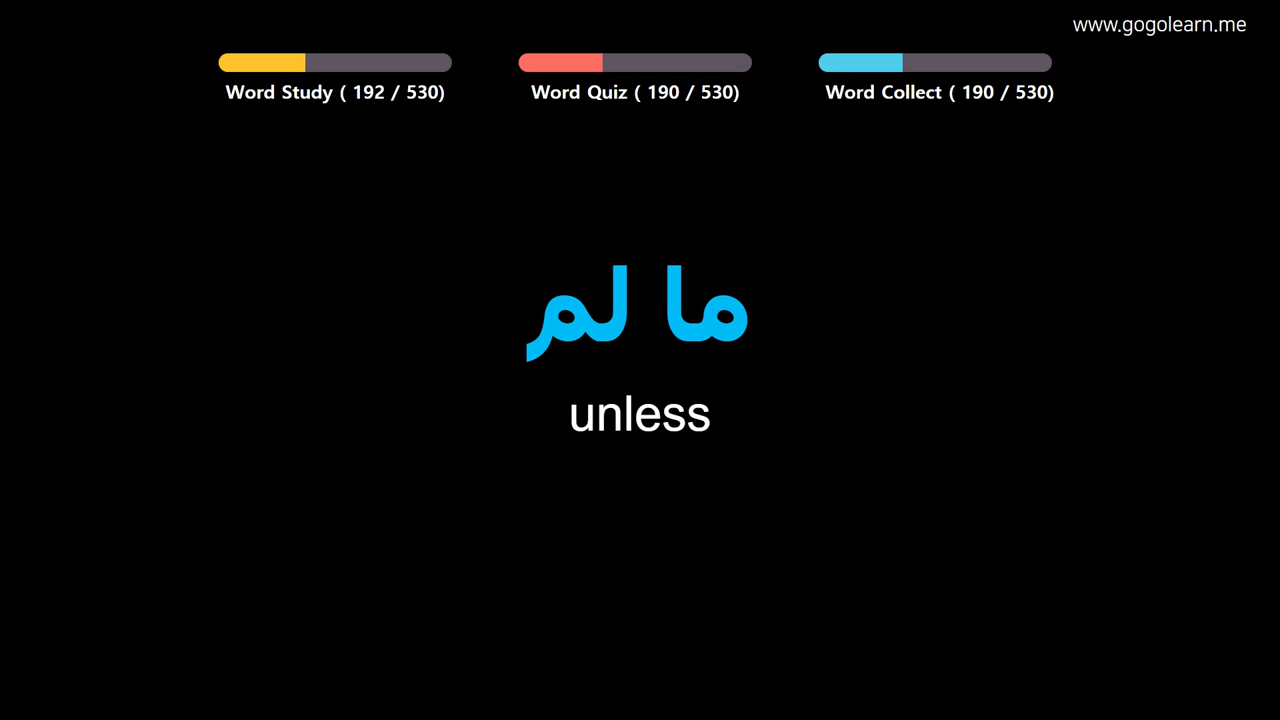 www.gogolearn.me
Word Study ( 192 / 530)
Word Quiz ( 190 / 530)
Word Collect ( 190 / 530)
ما لم
unless